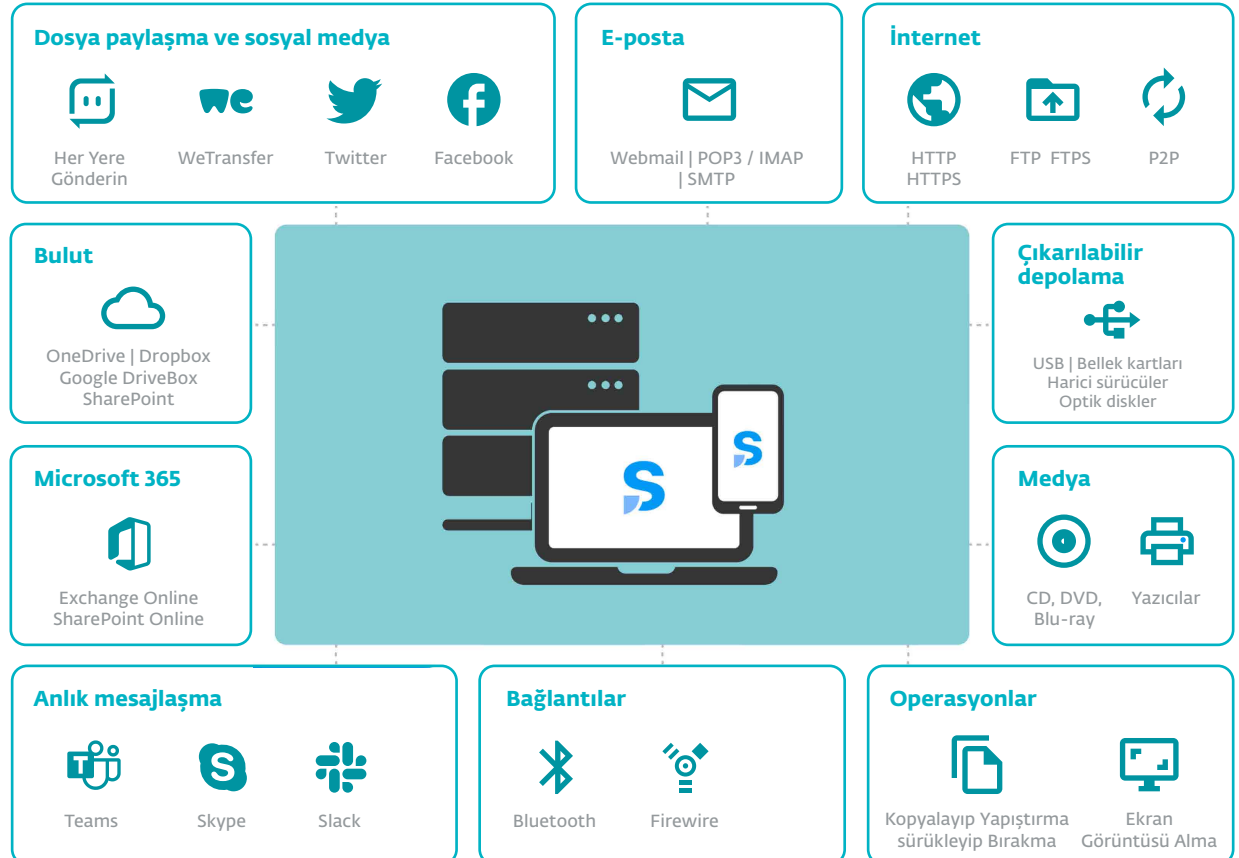 Dosya paylaşma ve sosyal medya
Her Yere
Gönderin
WeTransfer
Twitter
Facebook
E-posta
Webmail | POP3 / IMAP
| SMTP
İnternet
HTTP
HTTPS
FTP FTPS
P2P
Bulut
OneDrive | Dropbox
Google DriveBox
SharePoint
Çıkarılabilir
depolama
USB | Bellek kartları
Harici sürücüler
Optik diskler
Microsoft 365
Exchange Online
SharePoint Online
Medya
CD, DVD,
Blu-ray
Yazıcılar
Anlık mesajlaşma
Teams
Skype
Slack
Bağlantılar
Bluetooth
Firewire
Operasyonlar
Kopyalayıp Yapıştırma
sürükleyip Bırakma
Ekran
Görüntüsü Alma